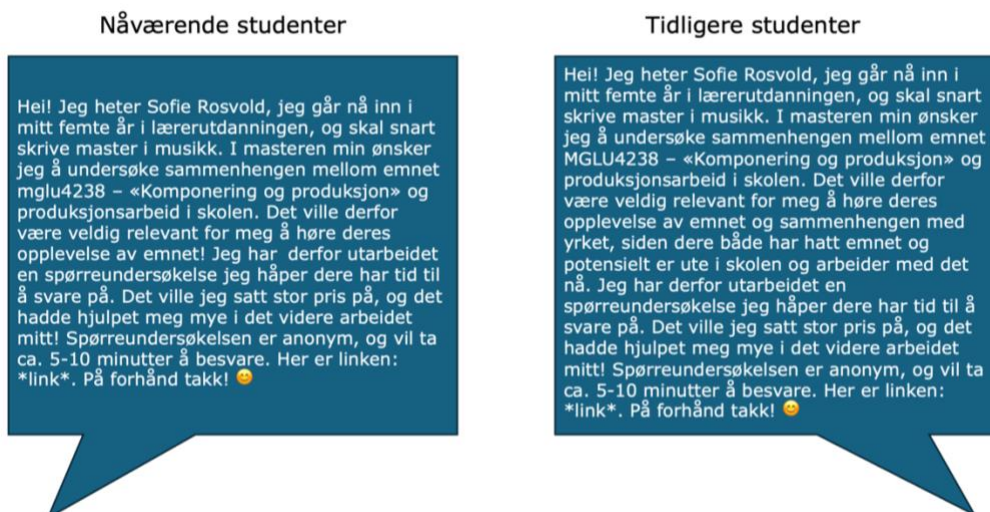 Nåværende studenter
Hei! Jeg heter Sofie Rosvold, jeg går nå inn i
mitt femte år i lærerutdanningen, og skal snart
skrive master i musikk. I masteren min ønsker
jeg å undersøke sammenhengen mellom emnet
mglu4238 – «Komponering og produksjon» og
produksjonsarbeid i skolen. Det ville derfor
være veldig relevant for meg å høre deres
opplevelse av emnet! Jeg har derfor utarbeidet
en spørreundersøkelse jeg håper dere har tid til
å svare på. Det ville jeg satt stor pris på, og det
hadde hjulpet meg mye i det videre arbeidet
mitt! Spørreundersøkelsen er anonym, og vil ta
ca. 5-10 minutter å besvare. Her er linken:
*link*. På forhånd takk! 😊
Tidligere studenter
Hei! Jeg heter Sofie Rosvold, jeg går nå inn i
mitt femte år i lærerutdanningen, og skal snart
skrive master i musikk. I masteren min ønsker
jeg å undersøke sammenhengen mellom emnet
MGLU4238 – «Komponering og produksjon» og
produksjonsarbeid i skolen. Det ville derfor
være veldig relevant for meg å høre deres
opplevelse av emnet og sammenhengen med
yrket, siden dere både har hatt emnet og
potensielt er ute i skolen og arbeider med det
nå. Jeg har derfor utarbeidet en
spørreundersøkelse jeg håper dere har tid til å
svare på. Det ville jeg satt stor pris på, og det
hadde hjulpet meg mye i det videre arbeidet
mitt! Spørreundersøkelsen er anonym, og vil ta
ca. 5-10 minutter å besvare. Her er linken:
*link*. På forhånd takk! 😊